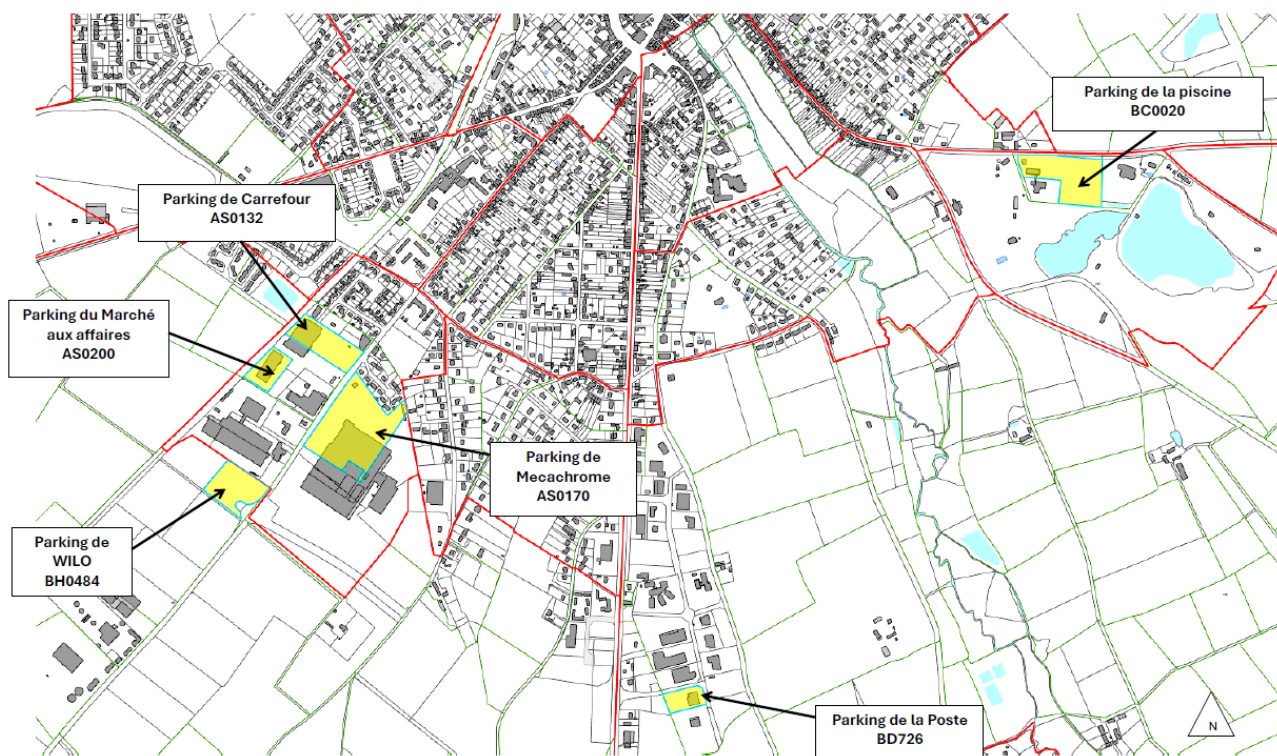 Parking de la piscine
BC0020
Parking de Carrefour
AS0132
Parking du Marché
aux affaires
AS0200
Parking de
Mecachrome
AS0170
Parking de
WILO
BH0484
Parking de la Poste
BD726
N